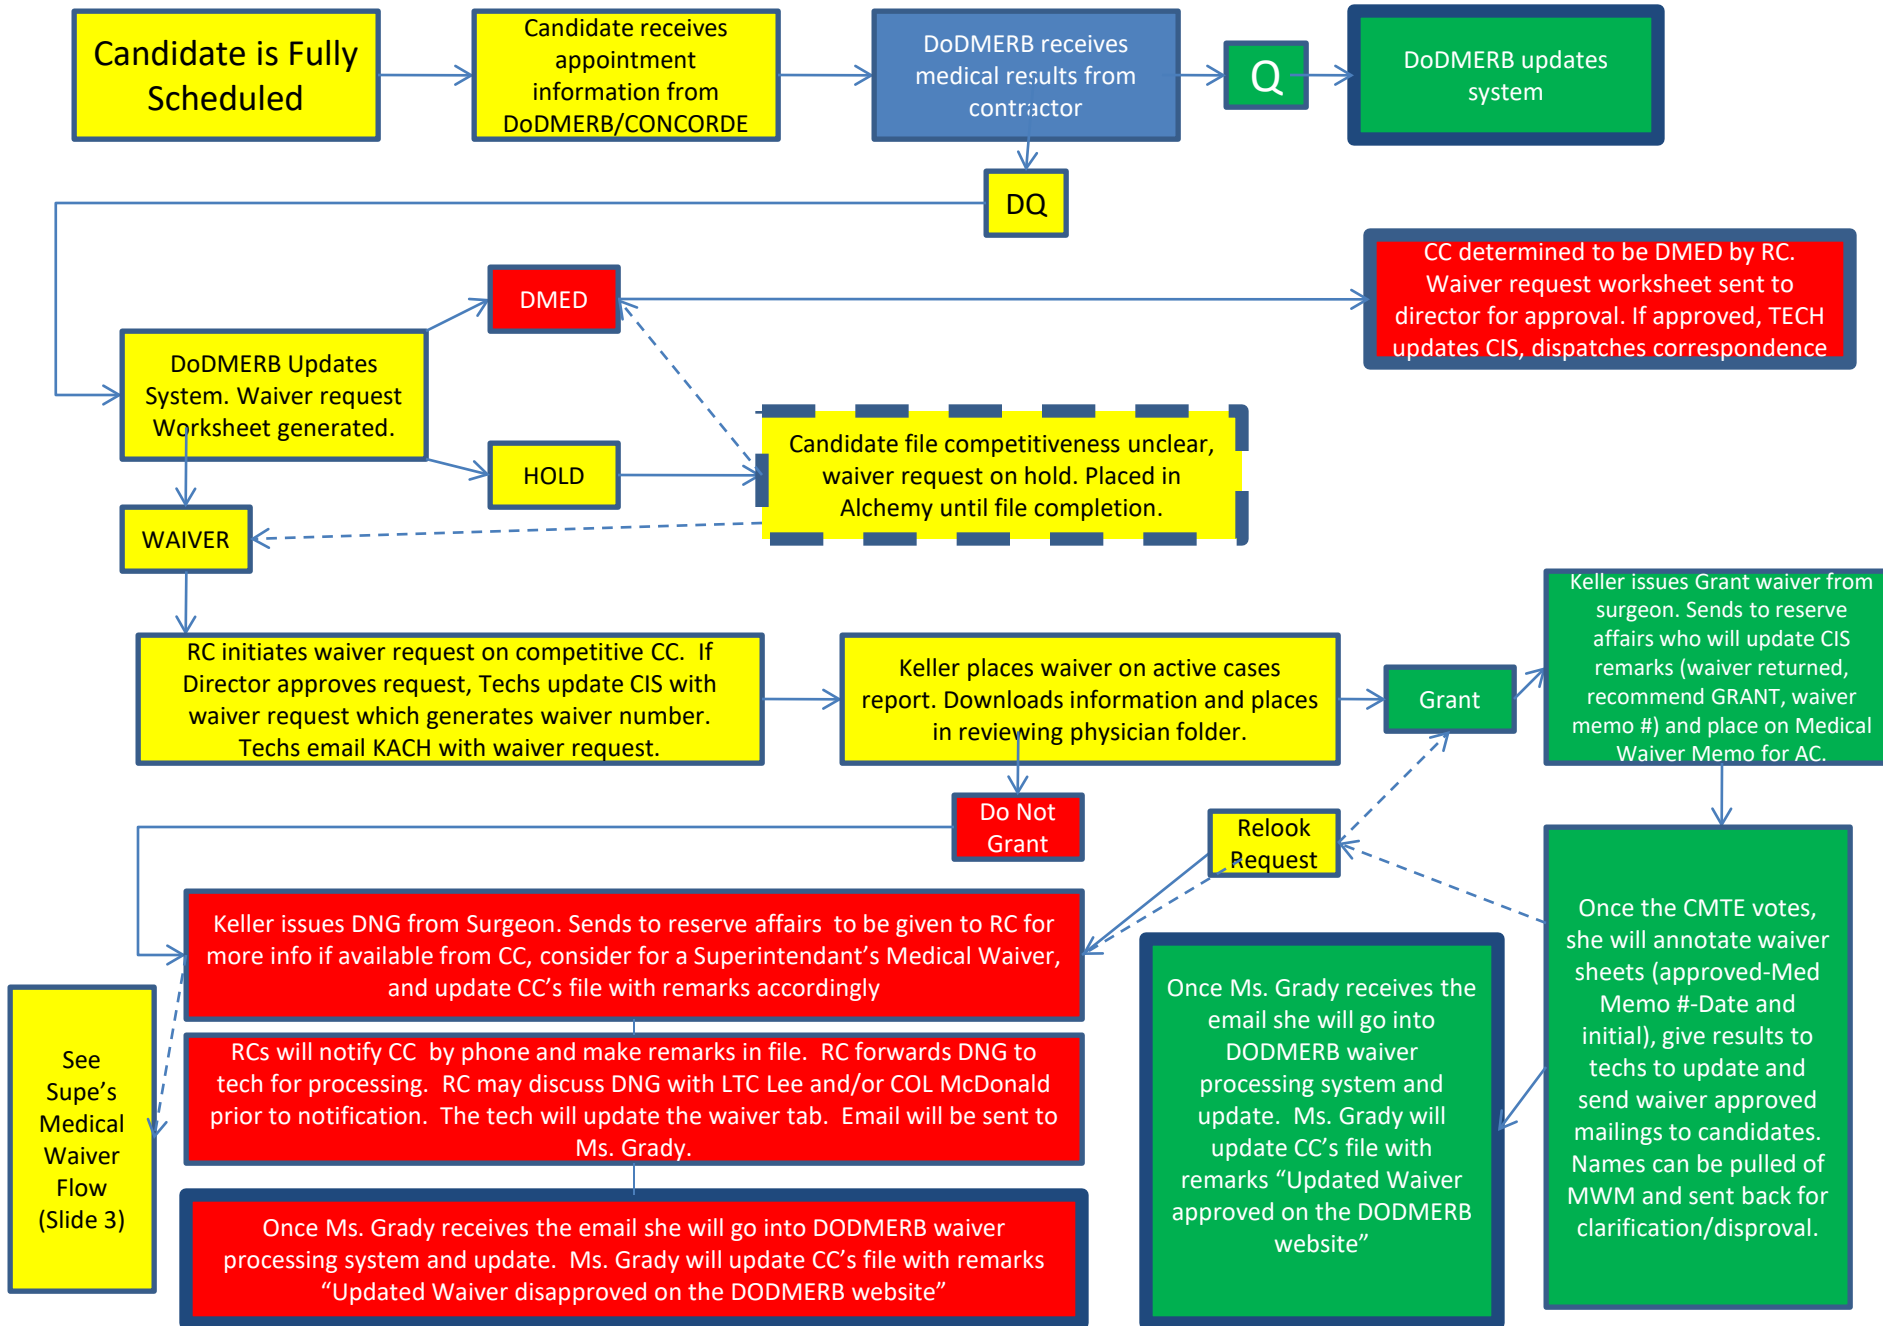 Candidate is Fully
Scheduled
Candidate receives
appointment
information from
DoDMERB/CONCORDE
DoDMERB receives
medical results from
contractor
Q
DoDMERB updates
system
DQ
CC determined to be DMED by RC.
Waiver request worksheet sent to
director for approval. If approved, TECH
updates CIS, dispatches correspondence
DMED
DoDMERB Updates
System. Waiver request
Worksheet generated.
HOLD
Candidate file competitiveness unclear,
waiver request on hold. Placed in
Alchemy until file completion.
WAIVER
RC initiates waiver request on competitive CC.  If
Director approves request, Techs update CIS with
waiver request which generates waiver number.
Techs email KACH with waiver request.
Keller places waiver on active cases
report. Downloads information and places
in reviewing physician folder.
Grant
Keller issues Grant waiver from
surgeon. Sends to reserve
affairs who will update CIS
remarks (waiver returned,
recommend GRANT, waiver
memo #) and place on Medical
Waiver Memo for AC.
Do Not
Grant
Relook
Request
Keller issues DNG from Surgeon. Sends to reserve affairs  to be given to RC for
more info if available from CC, consider for a Superintendant’s Medical Waiver,
and update CC’s file with remarks accordingly
Once the CMTE votes,
she will annotate waiver
sheets (approved-Med
Memo #-Date and
initial), give results to
techs to update and
send waiver approved
mailings to candidates.
Names can be pulled of
MWM and sent back for
clarification/disproval.
Once Ms. Grady receives the
email she will go into
DODMERB waiver
processing system and
update.  Ms. Grady will
update CC’s file with
remarks “Updated Waiver
approved on the DODMERB
website”
See
Supe’s
Medical
Waiver
Flow
(Slide 3)
RCs will notify CC  by phone and make remarks in file.  RC forwards DNG to
tech for processing.  RC may discuss DNG with LTC Lee and/or COL McDonald
prior to notification.  The tech will update the waiver tab.  Email will be sent to
Ms. Grady.
Once Ms. Grady receives the email she will go into DODMERB waiver
processing system and update.  Ms. Grady will update CC’s file with remarks
“Updated Waiver disapproved on the DODMERB website”